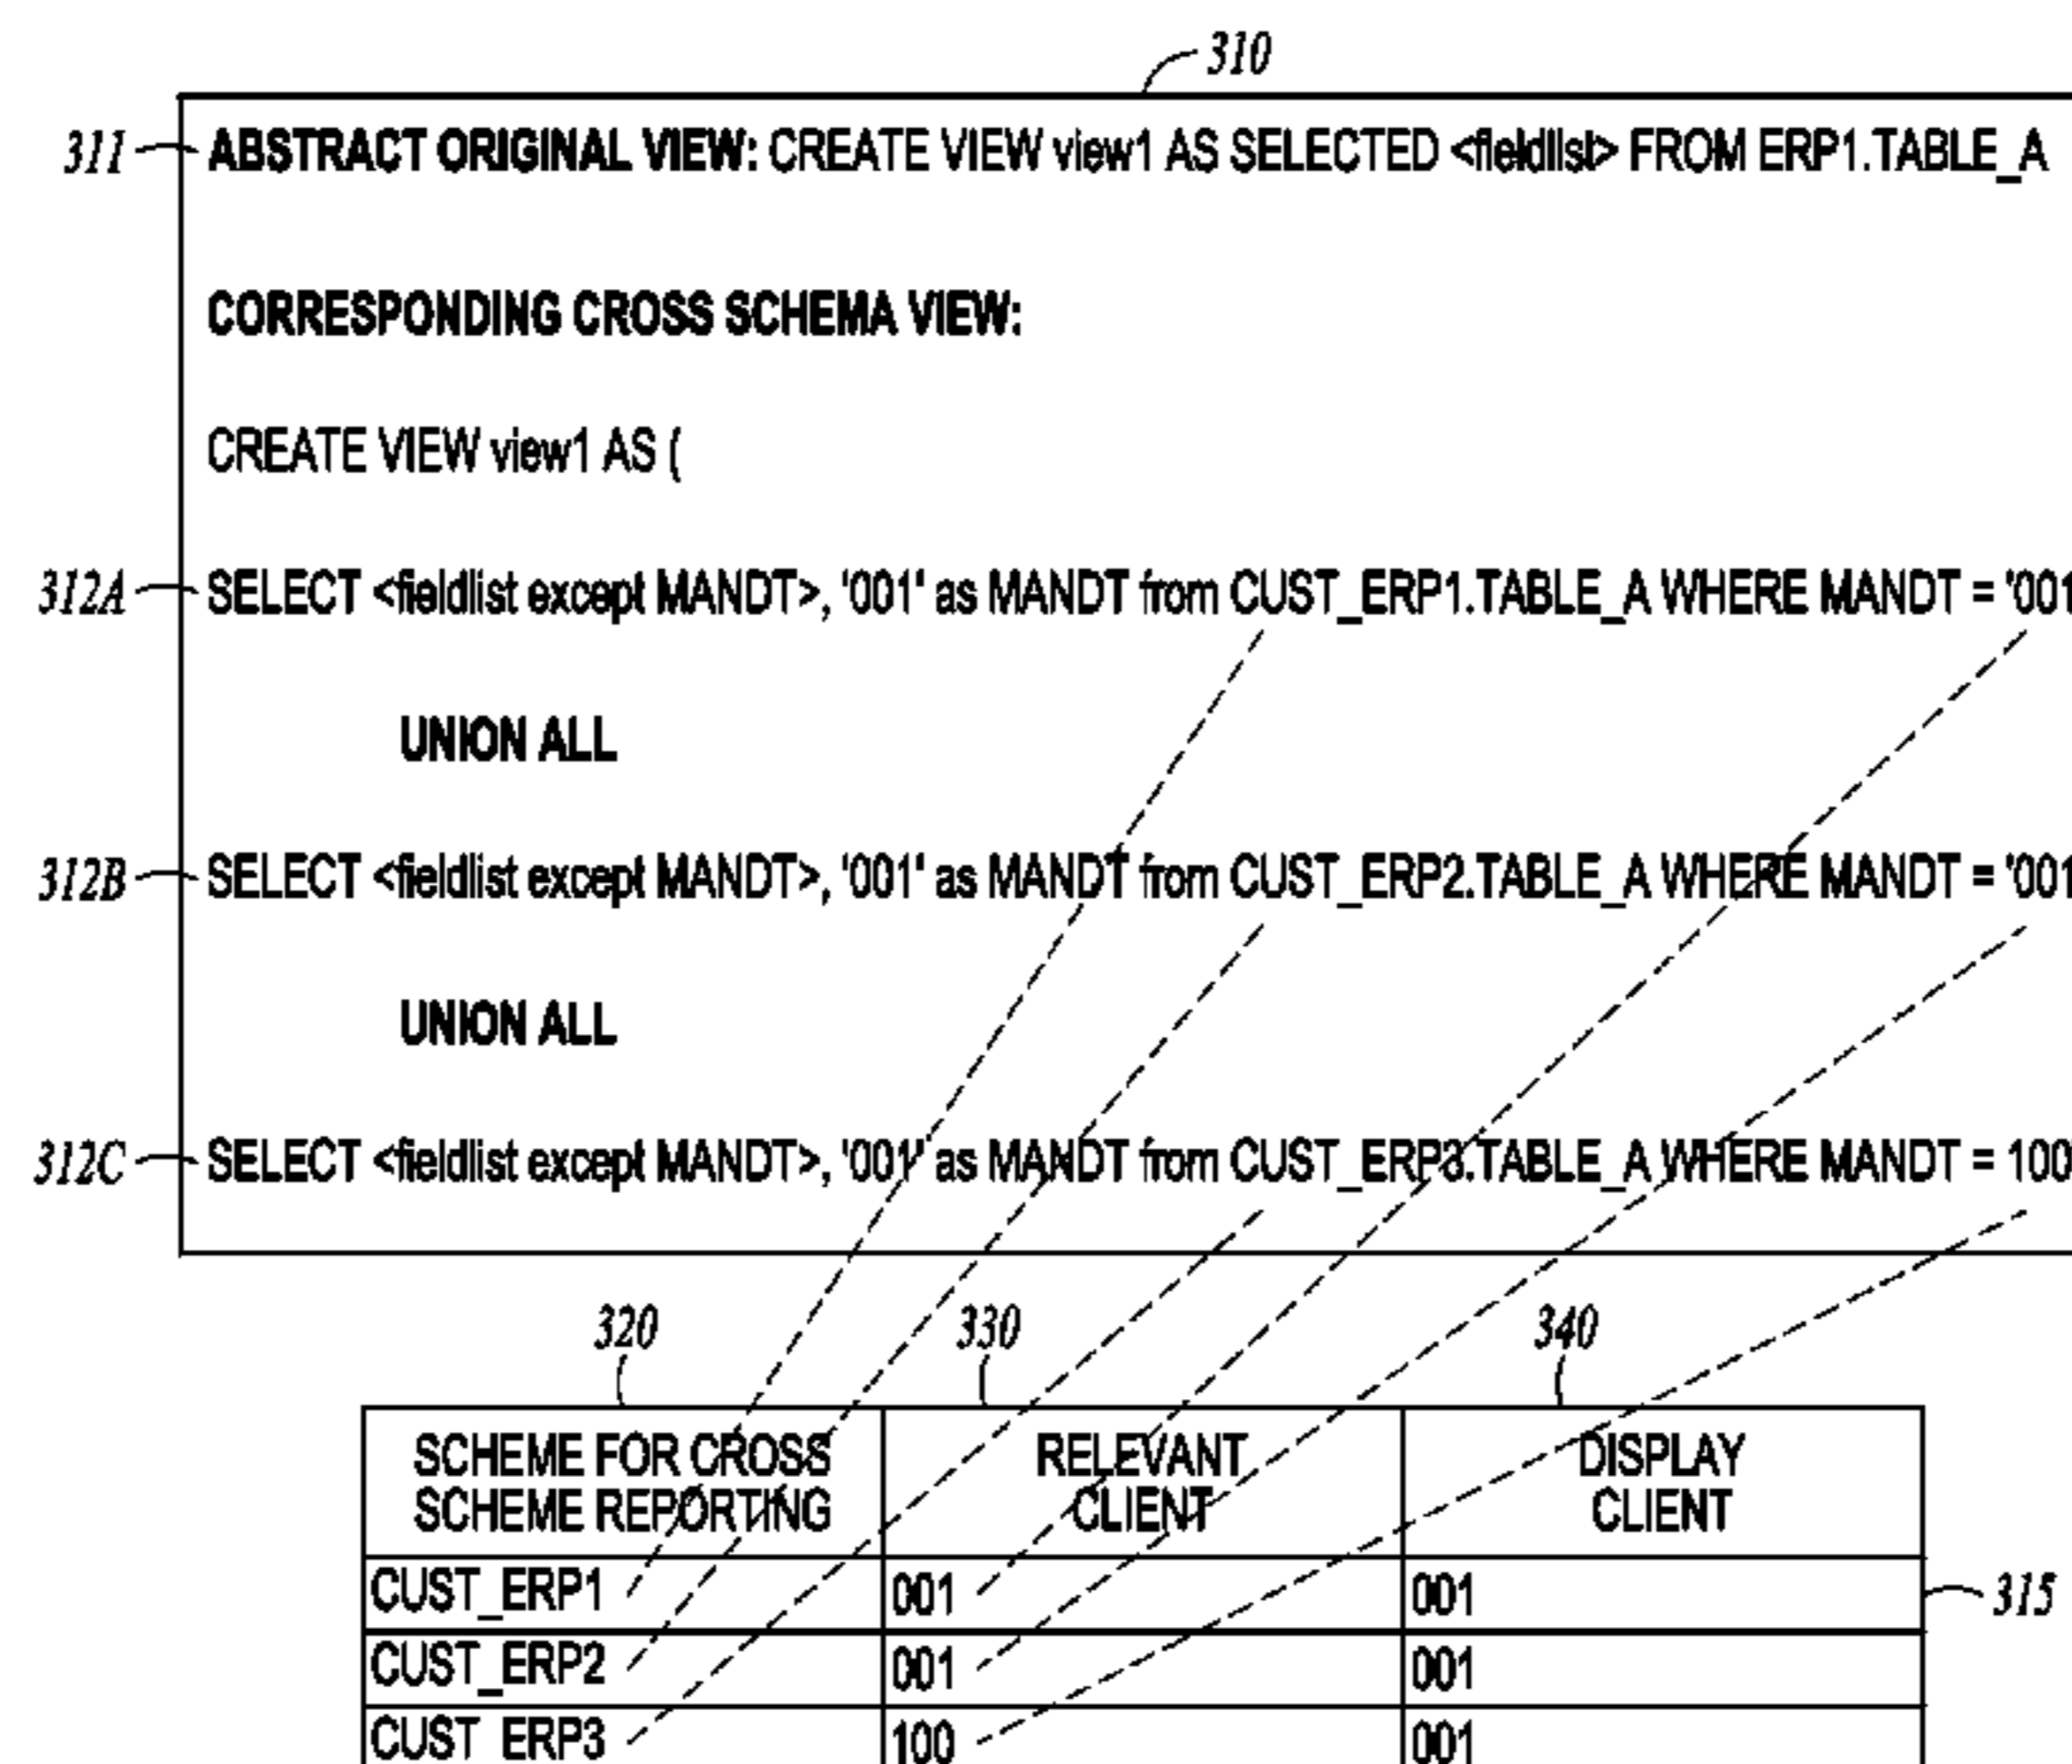 310
311 ABSTRACT ORIGINAL VIEW: CREATE VIEW view1 AS SELECTED <fieldlist> FROM ERP1.TABLE_A
CORRESPONDING CROSS SCHEMA VIEW:
CREATE VIEW view1 AS (
312A SELECT <fieldlist except MANDT>, '001' as MANDT from CUST_ERP1.TABLE_A WHERE MANDT = '001
UNION ALL
312B SELECT <fieldlist except MANDT>, '001' as MANDT from CUST_ERP2.TABLE_A WHERE MANDT = '001
UNION ALL
312C SELECT <fieldlist except MANDT>, '001' as MANDT from CUST_ERP3.TABLE_A WHERE MANDT = 100
320 330 340
SCHEME FOR CROSS RELEVANT DISPLAY
SCHEME REPORTING CLIENT CLIENT
CUST_ERP1 001 001 315
CUST_ERP2 001 001
CUST ERP3 100 001